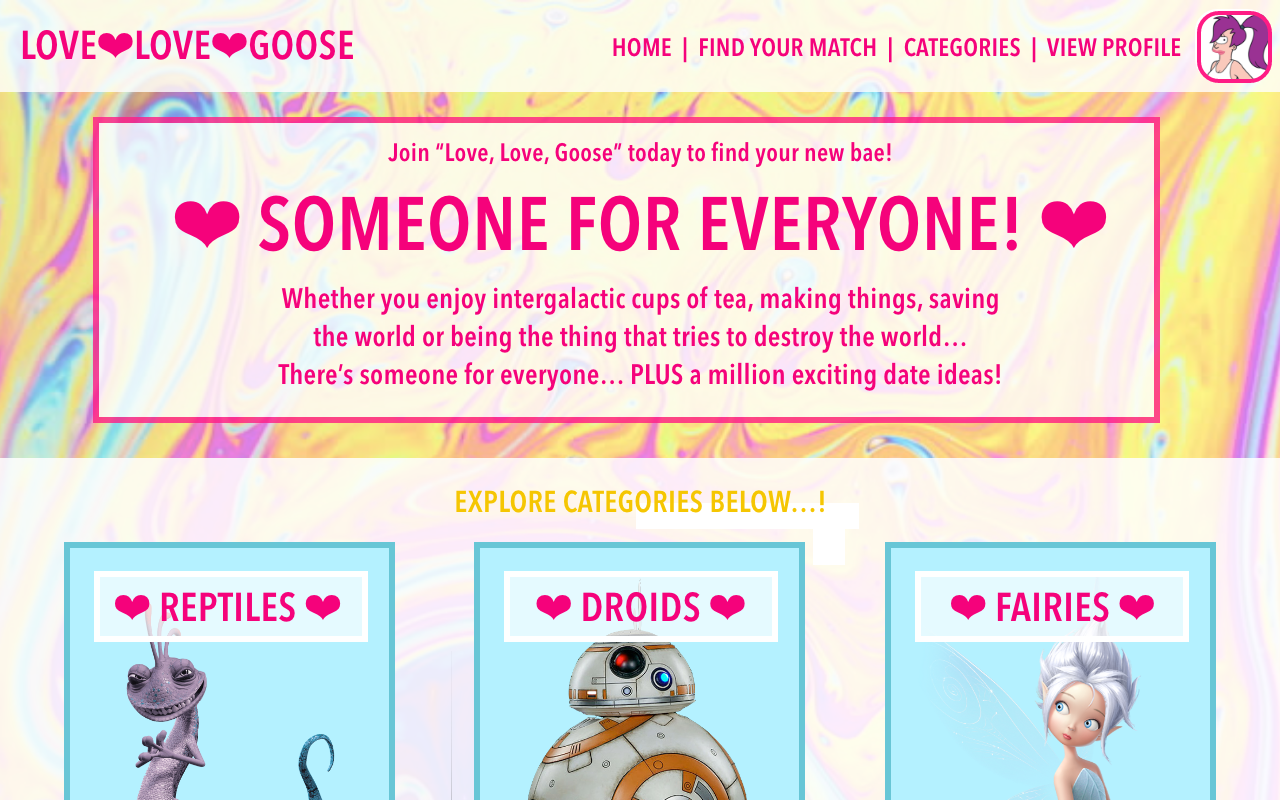 LOVE❤LOVE❤GOOSE
HOME | FIND YOUR MATCH | CATEGORIES | VIEW PROFILE
Join “Love, Love, Goose” today to find your new bae!
❤ SOMEONE FOR EVERYONE! ❤
Whether you enjoy intergalactic cups of tea, making things, saving
the world or being the thing that tries to destroy the world…
There’s someone for everyone… PLUS a million exciting date ideas!
EXPLORE CATEGORIES BELOW…!
❤ REPTILES ❤
❤ DROIDS ❤
❤ FAIRIES ❤